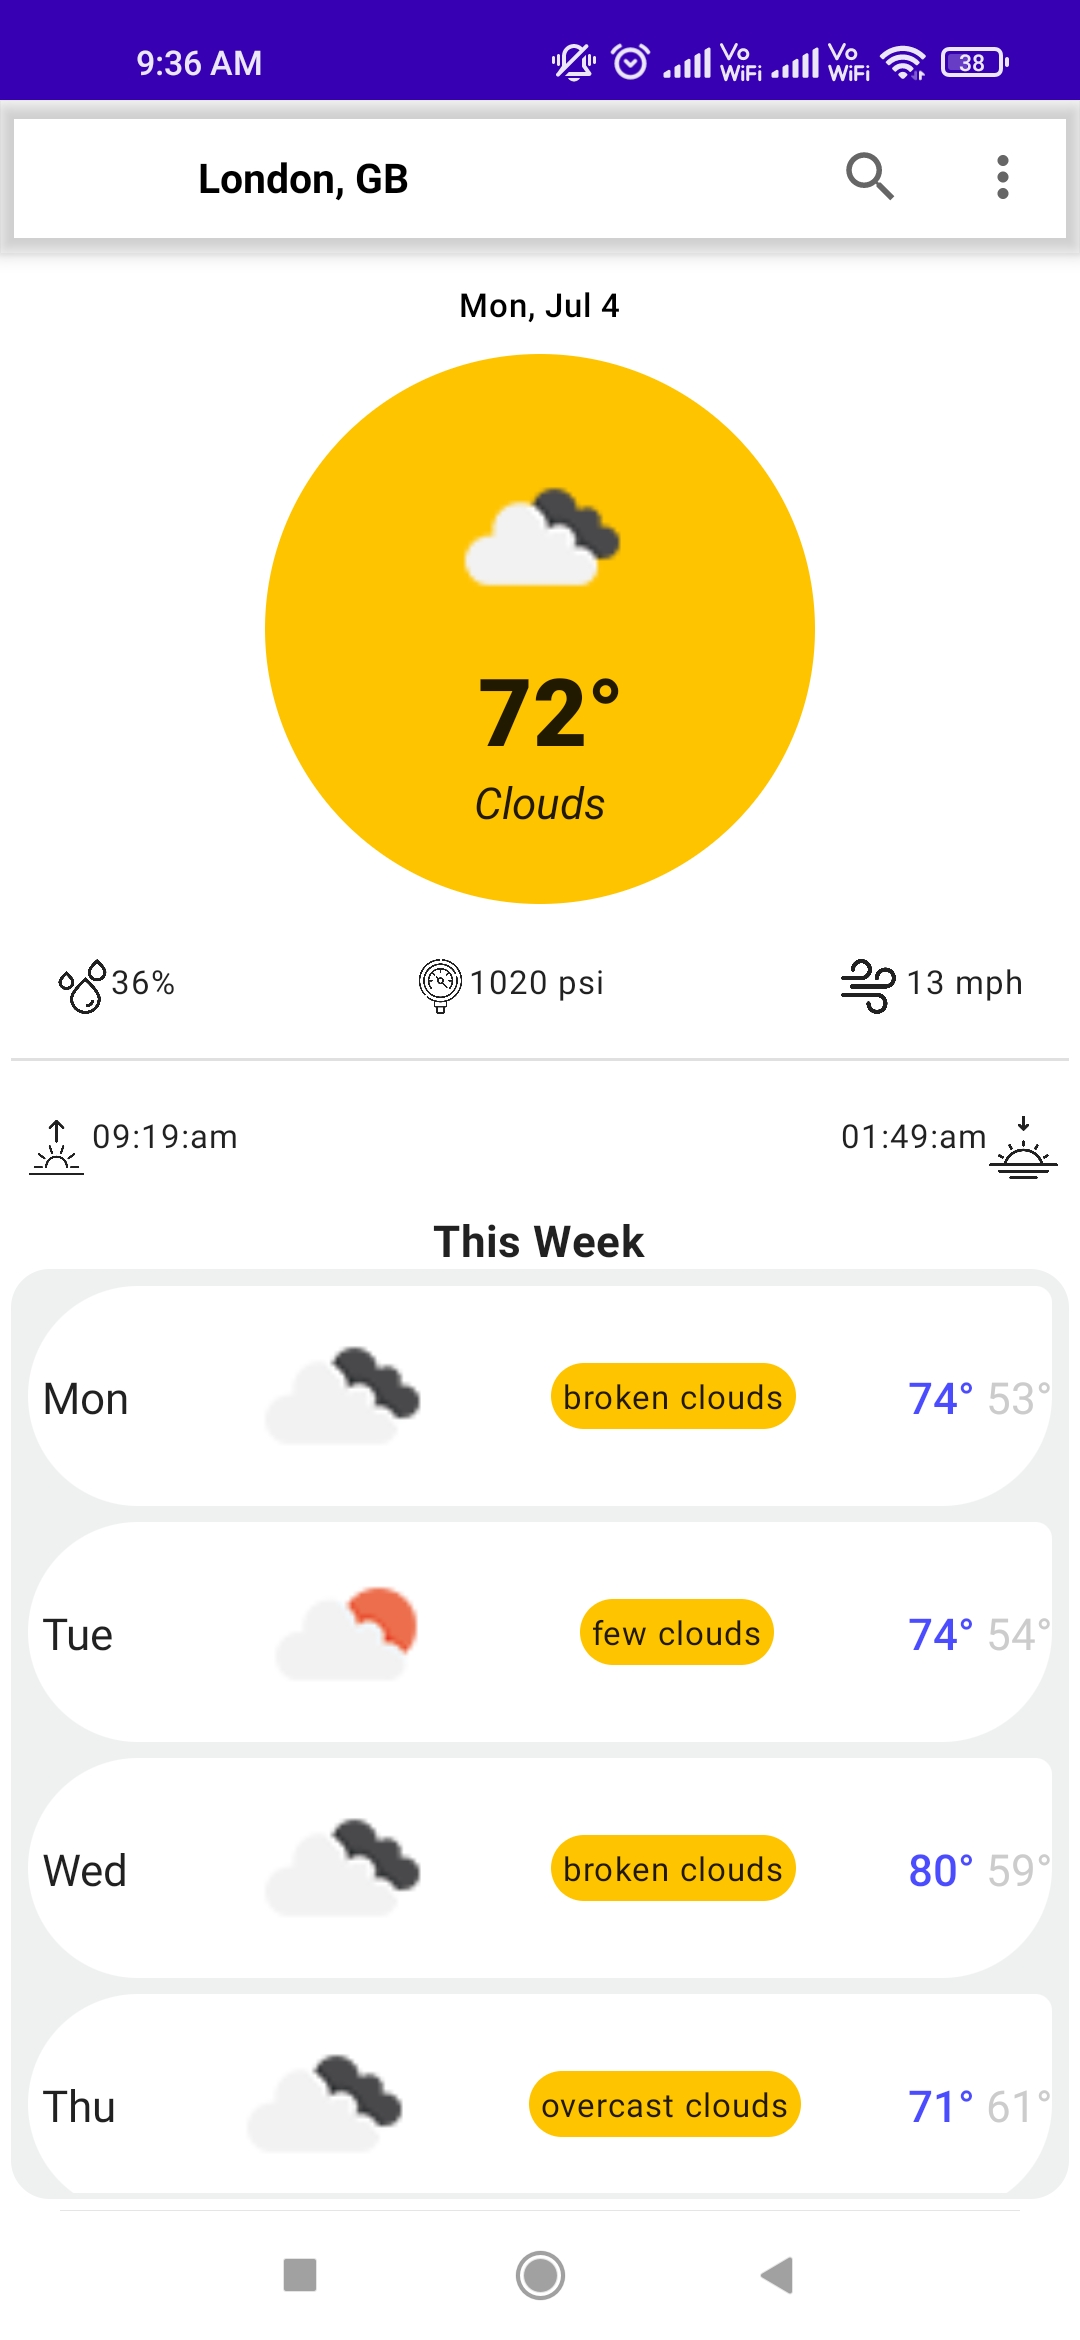 9:36 AM Vo WiFi Vo WiFi 38
London, GB
Mon, Jul 4
72°
Clouds
36% 1020 psi 13 mph
09:19:am 01:49:am
This Week
Mon broken clouds 74° 53°
Tue few clouds 74° 54°
Wed broken clouds 80° 59°
Thu overcast clouds 71° 61°